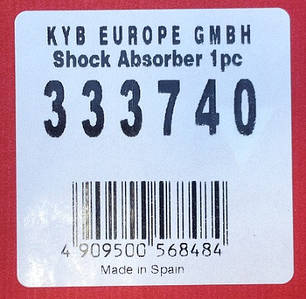 KYB EUROPE GMBH
Shock Absorber 1pc
333740
4 909500 568484
Made in Spain